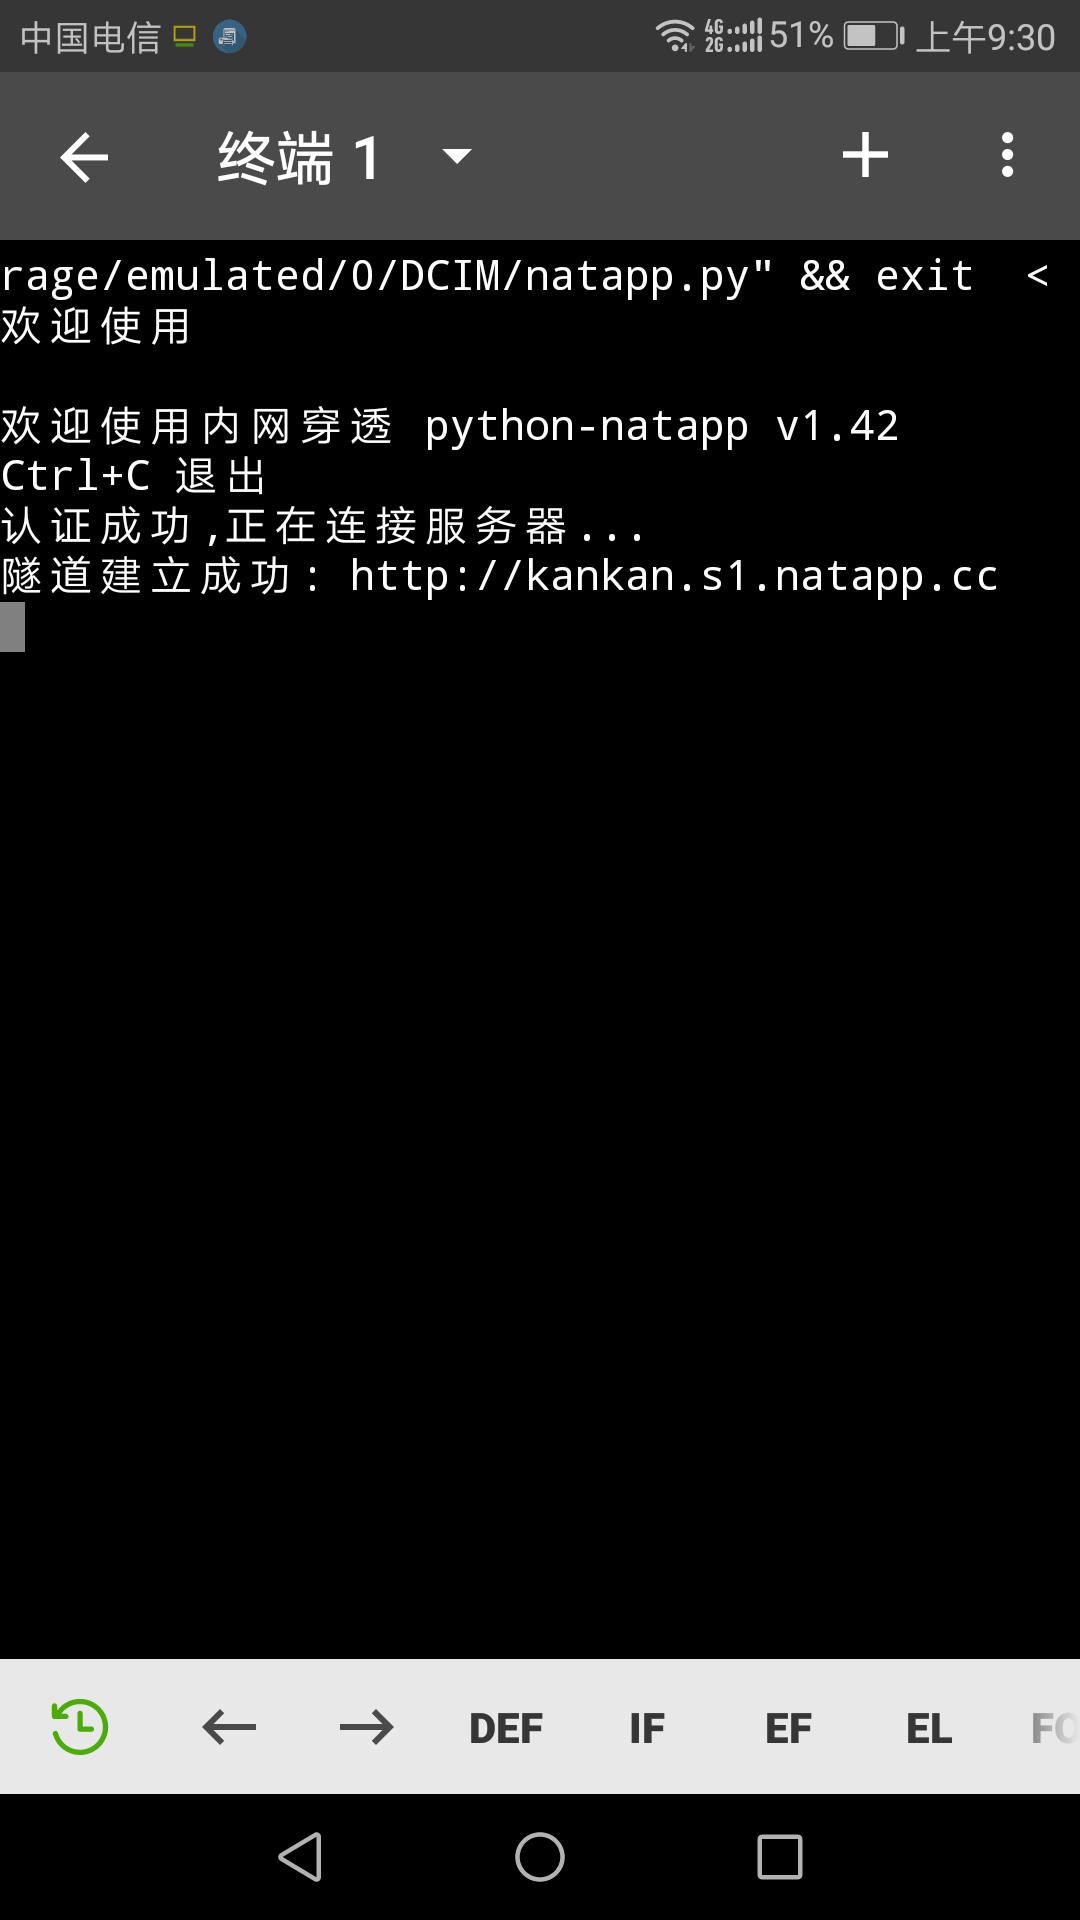 中国电信 4G 2G 51% 上午9:30
终端 1
rage/emulated/0/DCIM/natapp.py" && exit  <
欢迎使用
欢迎使用内网穿透 python-natapp v1.42
Ctrl+C 退出
认证成功,正在连接服务器...
隧道建立成功: http://kankan.s1.natapp.cc
DEF IF EF EL FO